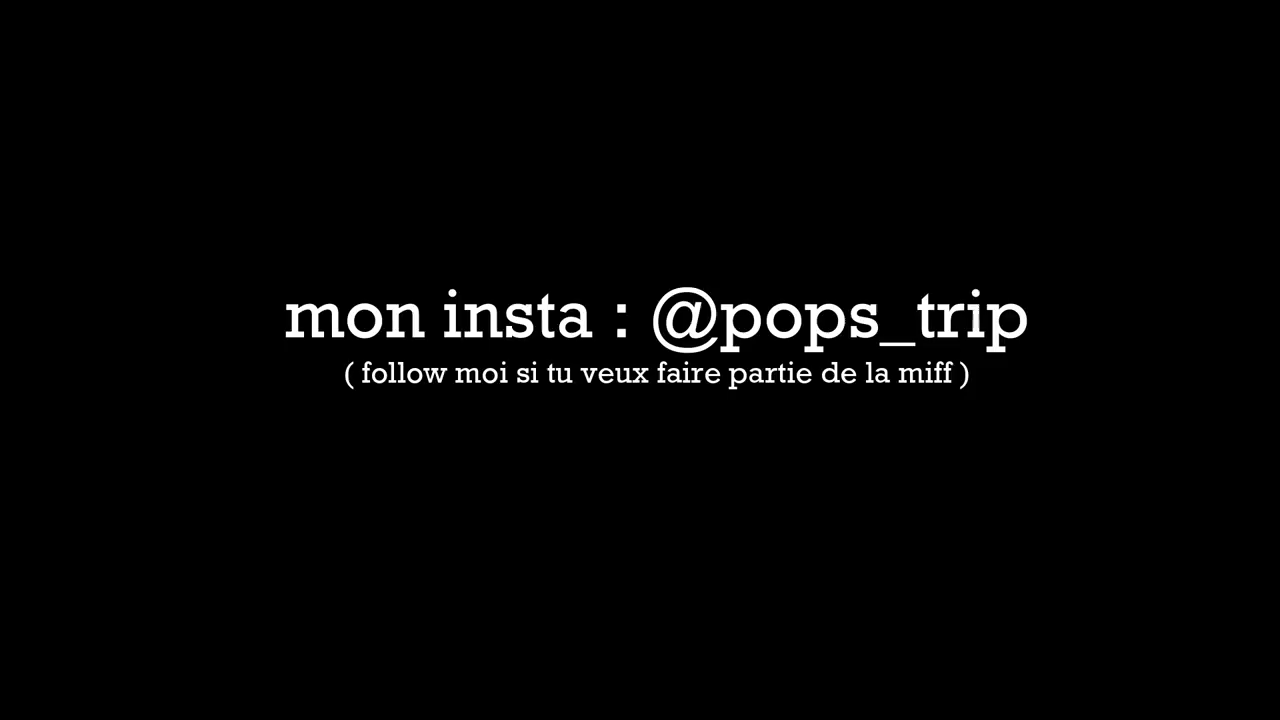 mon insta : @pops_trip
( follow moi si tu veux faire partie de la miff )